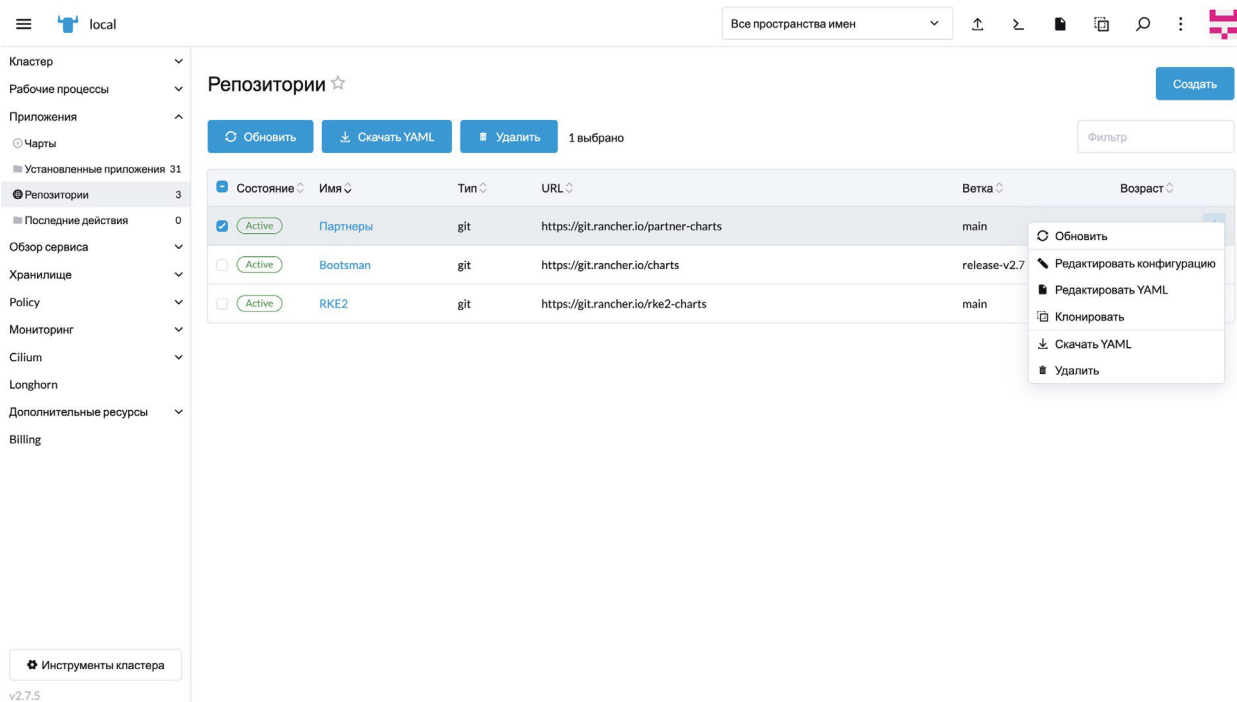 local
Все пространства имен
Кластер
Рабочие процессы
Приложения
Чарты
Установленные приложения 31
Репозитории 3
Последние действия 0
Обзор сервиса
Хранилище
Policy
Мониторинг
Cilium
Longhorn
Дополнительные ресурсы
Billing
Инструменты кластера
v2.7.5
Репозитории
Создать
Обновить Скачать YAML Удалить 1 выбрано Фильтр
Состояние Имя Тип URL Ветка Возраст
Active Партнеры git https://git.rancher.io/partner-charts main
Active Bootsman git https://git.rancher.io/charts release-v2.7
Active RKE2 git https://git.rancher.io/rke2-charts main
Обновить
Редактировать конфигурацию
Редактировать YAML
Клонировать
Скачать YAML
Удалить